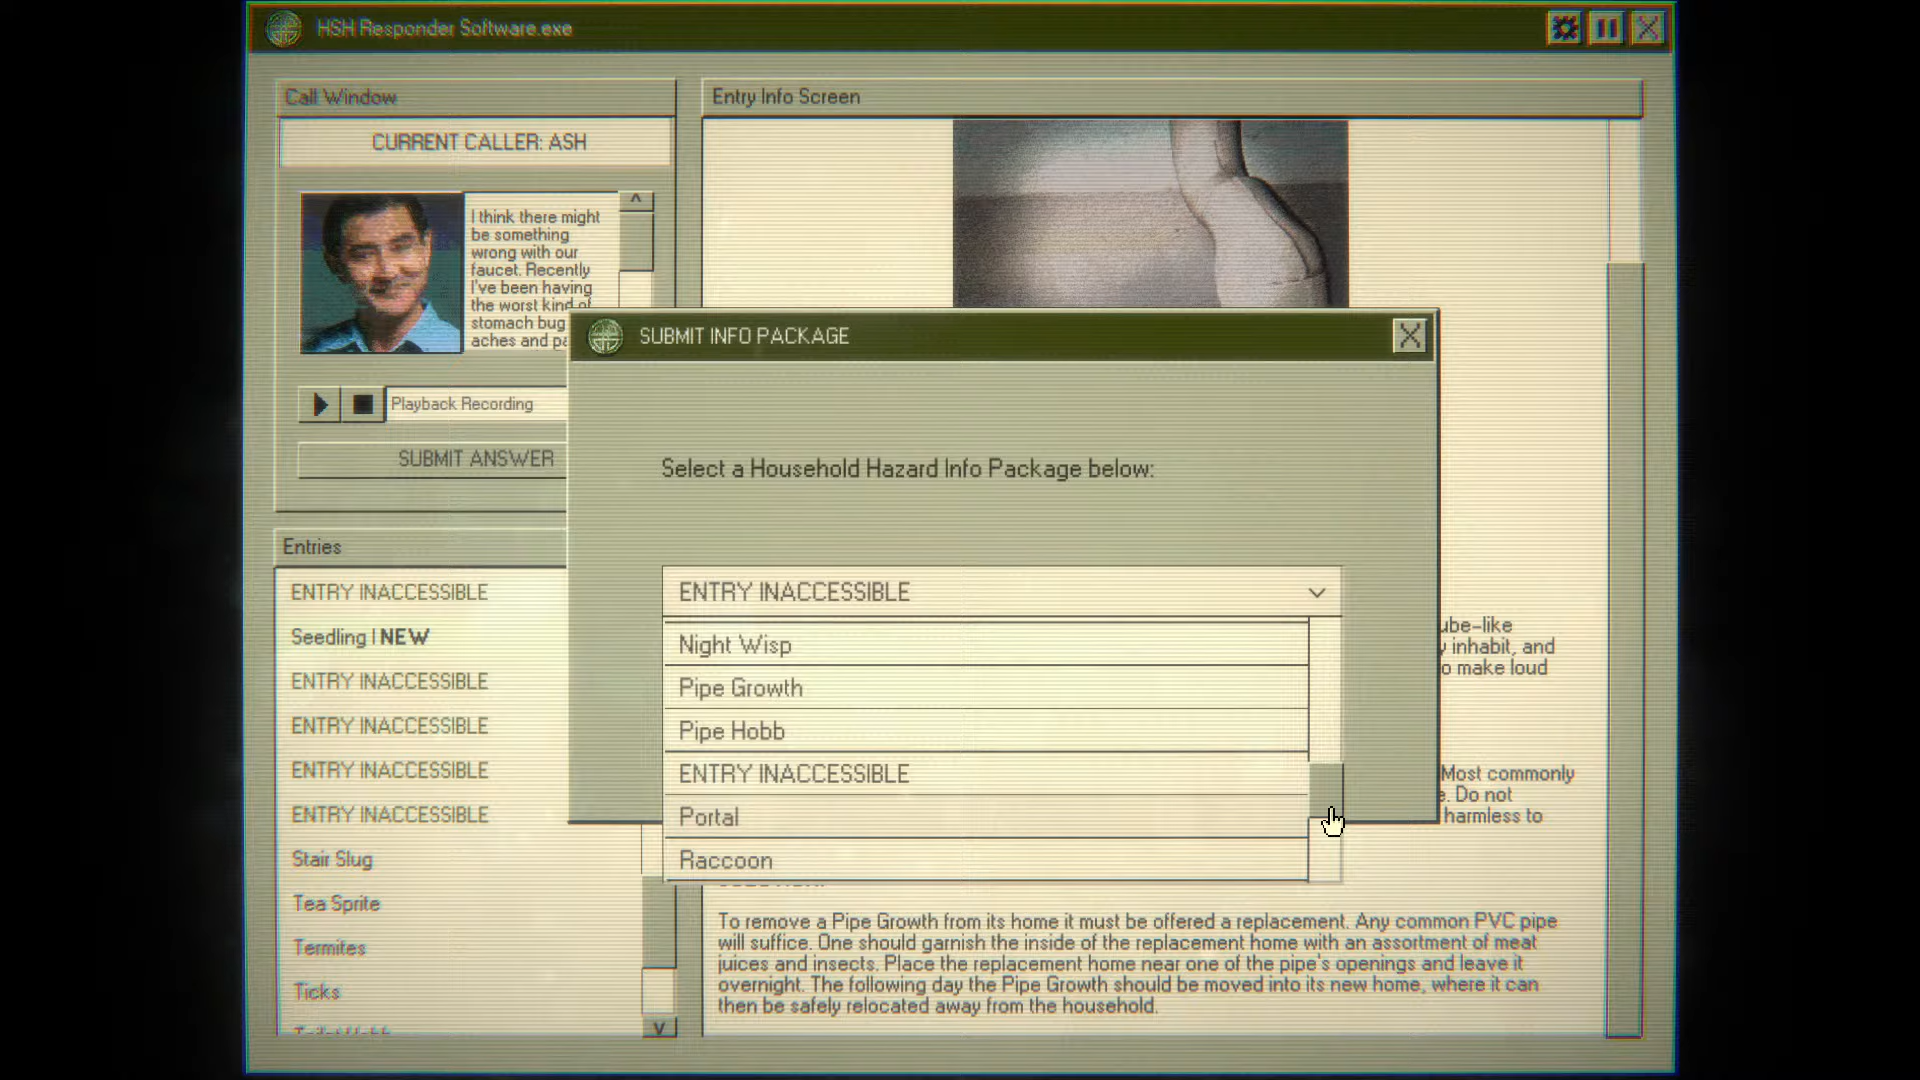 HSH Responder Software.exe
Call Window
CURRENT CALLER: ASH
I think there might
be something
wrong with our
faucet. Recently
I've been having
the worst kind of
stomach bug
aches and
Playback Recording
SUBMIT ANSWER
Entries
ENTRY INACCESSIBLE
Seedling | NEW
ENTRY INACCESSIBLE
ENTRY INACCESSIBLE
ENTRY INACCESSIBLE
ENTRY INACCESSIBLE
Stair Slug
Tea Sprite
Termites
Ticks
Entry Info Screen
SUBMIT INFO PACKAGE
Select a Household Hazard Info Package below:
ENTRY INACCESSIBLE
Night Wisp
Pipe Growth
Pipe Hobb
ENTRY INACCESSIBLE
Portal
Raccoon
inhabit, and
make loud
Most commonly
Do not
harmless to
To remove a Pipe Growth from its home it must be offered a replacement. Any common PVC pipe
will suffice. One should garnish the inside of the replacement home with an assortment of meat
juices and insects. Place the replacement home near one of the pipe's openings and leave it
overnight. The following day the Pipe Growth should be moved into its new home, where it can
then be safely relocated away from the household.